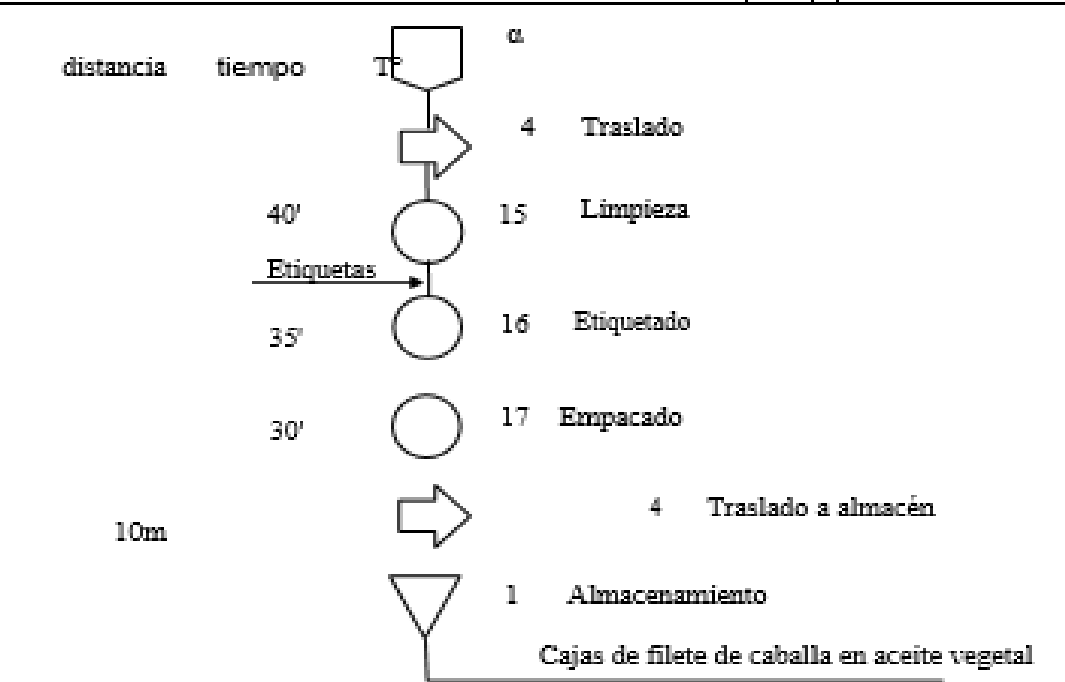 α
distancia tiempo T°
4 Traslado
40' 15 Limpieza
Etiquetas
35' 16 Etiquetado
30' 17 Empacado
10m 4 Traslado a almacén
1 Almacenamiento
Cajas de filete de caballa en aceite vegetal